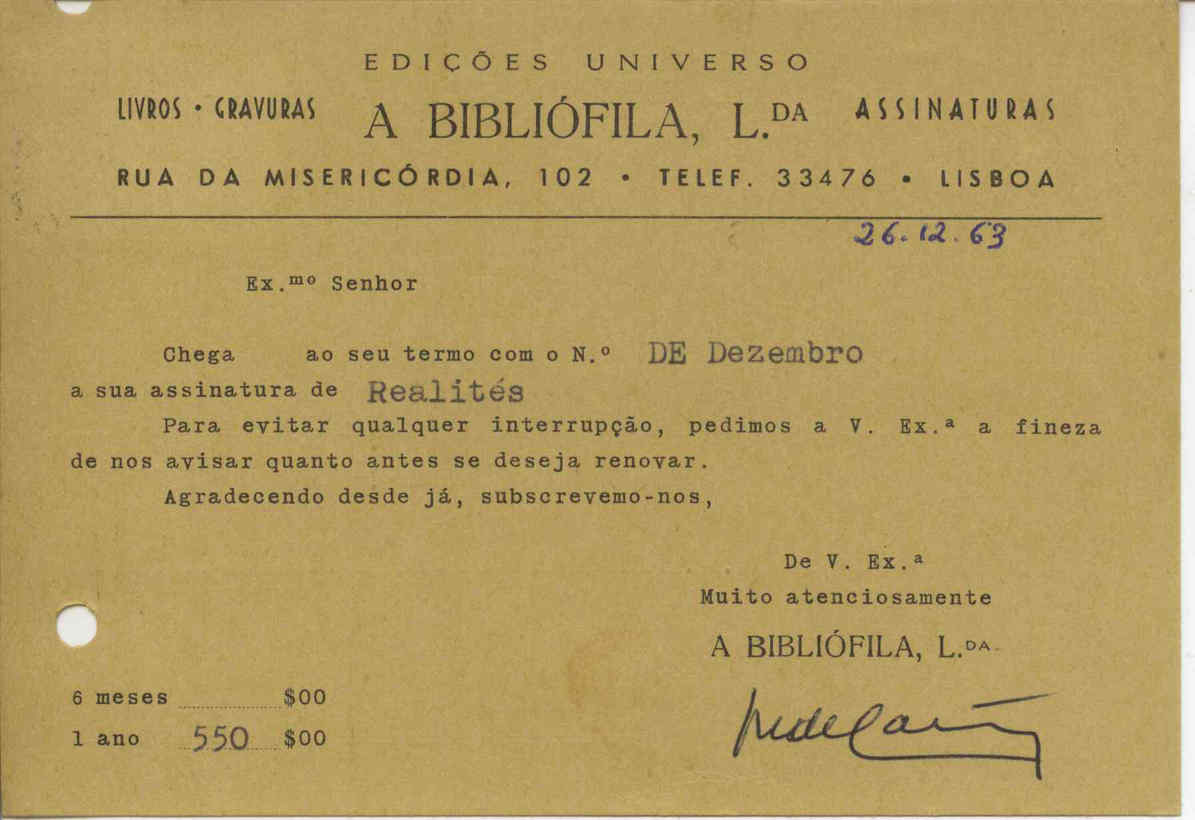 EDIÇÕES UNIVERSO
LIVROS • GRAVURAS A BIBLIÓFILA, L.DA ASSINATURAS
RUA DA MISERICÓRDIA, 102 • TELEF. 33476 • LISBOA
26.12.63
Ex.mo Senhor
Chega ao seu termo com o N.º DE Dezembro
a sua assinatura de Realités
Para evitar qualquer interrupção, pedimos a V. Ex.ª a fineza
de nos avisar quanto antes se deseja renovar.
Agradecendo desde já, subscrevemo-nos,
De V. Ex.ª
Muito atenciosamente
A BIBLIÓFILA, L.DA
6 meses $00
1 ano 550 $00